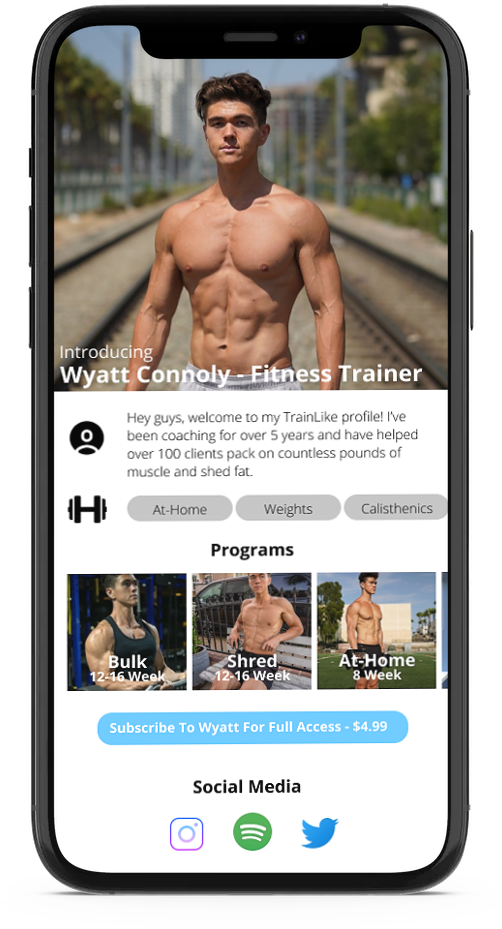 Introducing
Wyatt Connoly - Fitness Trainer
Hey guys, welcome to my TrainLike profile! I've
been coaching for over 5 years and have helped
over 100 clients pack on countless pounds of
muscle and shed fat.
At-Home Weights Calisthenics
Programs
Bulk
12-16 Week
Shred
12-16 Week
At-Home
8 Week
Subscribe To Wyatt For Full Access - $4.99
Social Media